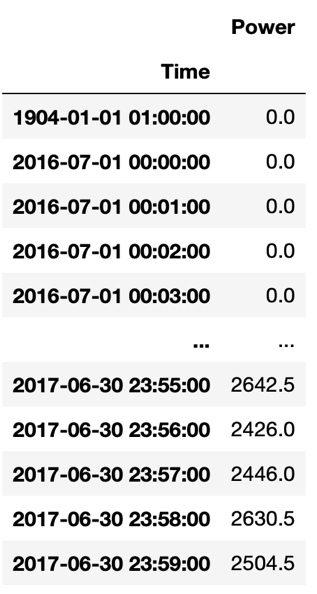 Power
Time
1904-01-01 01:00:00 0.0
2016-07-01 00:00:00 0.0
2016-07-01 00:01:00 0.0
2016-07-01 00:02:00 0.0
2016-07-01 00:03:00 0.0
... ...
2017-06-30 23:55:00 2642.5
2017-06-30 23:56:00 2426.0
2017-06-30 23:57:00 2446.0
2017-06-30 23:58:00 2630.5
2017-06-30 23:59:00 2504.5